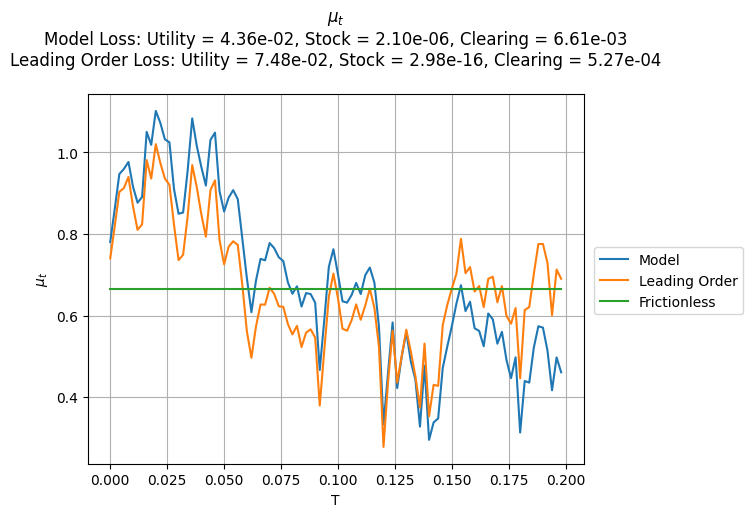 μt
Model Loss: Utility = 4.36e-02, Stock = 2.10e-06, Clearing = 6.61e-03
Leading Order Loss: Utility = 7.48e-02, Stock = 2.98e-16, Clearing = 5.27e-04
1.0
0.8
0.6
0.4
μt
0.000
0.025
0.050
0.075
0.100
0.125
0.150
0.175
0.200
T
Model
Leading Order
Frictionless